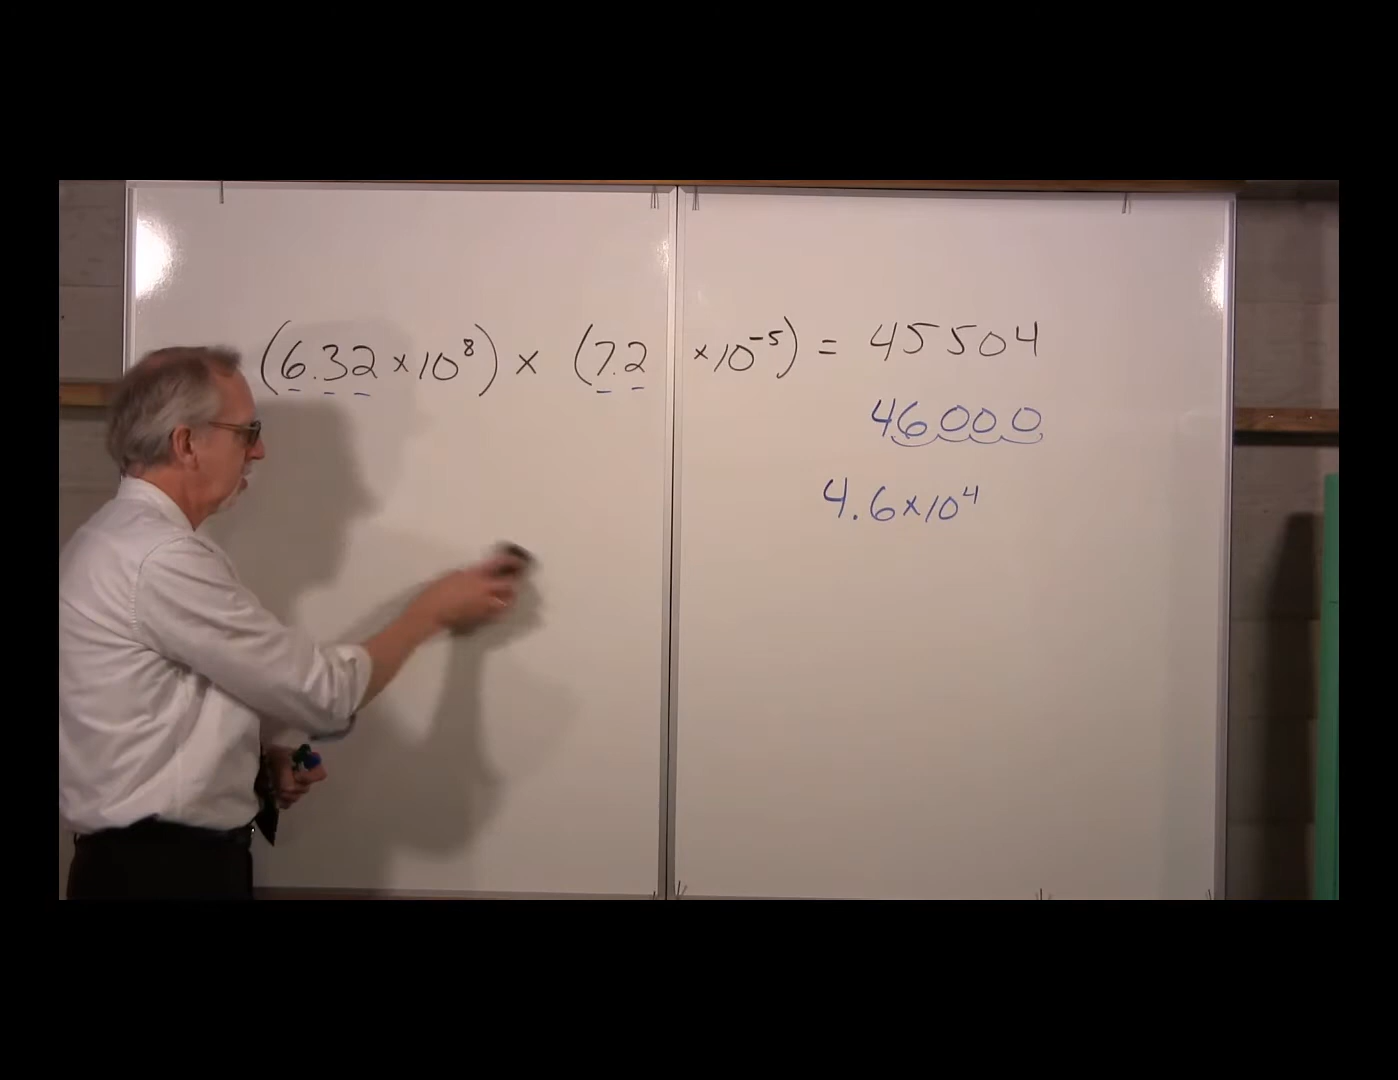 (6.32 × 10⁸) × (7.2 × 10⁻⁵) = 45504
46000
4.6 × 10⁴